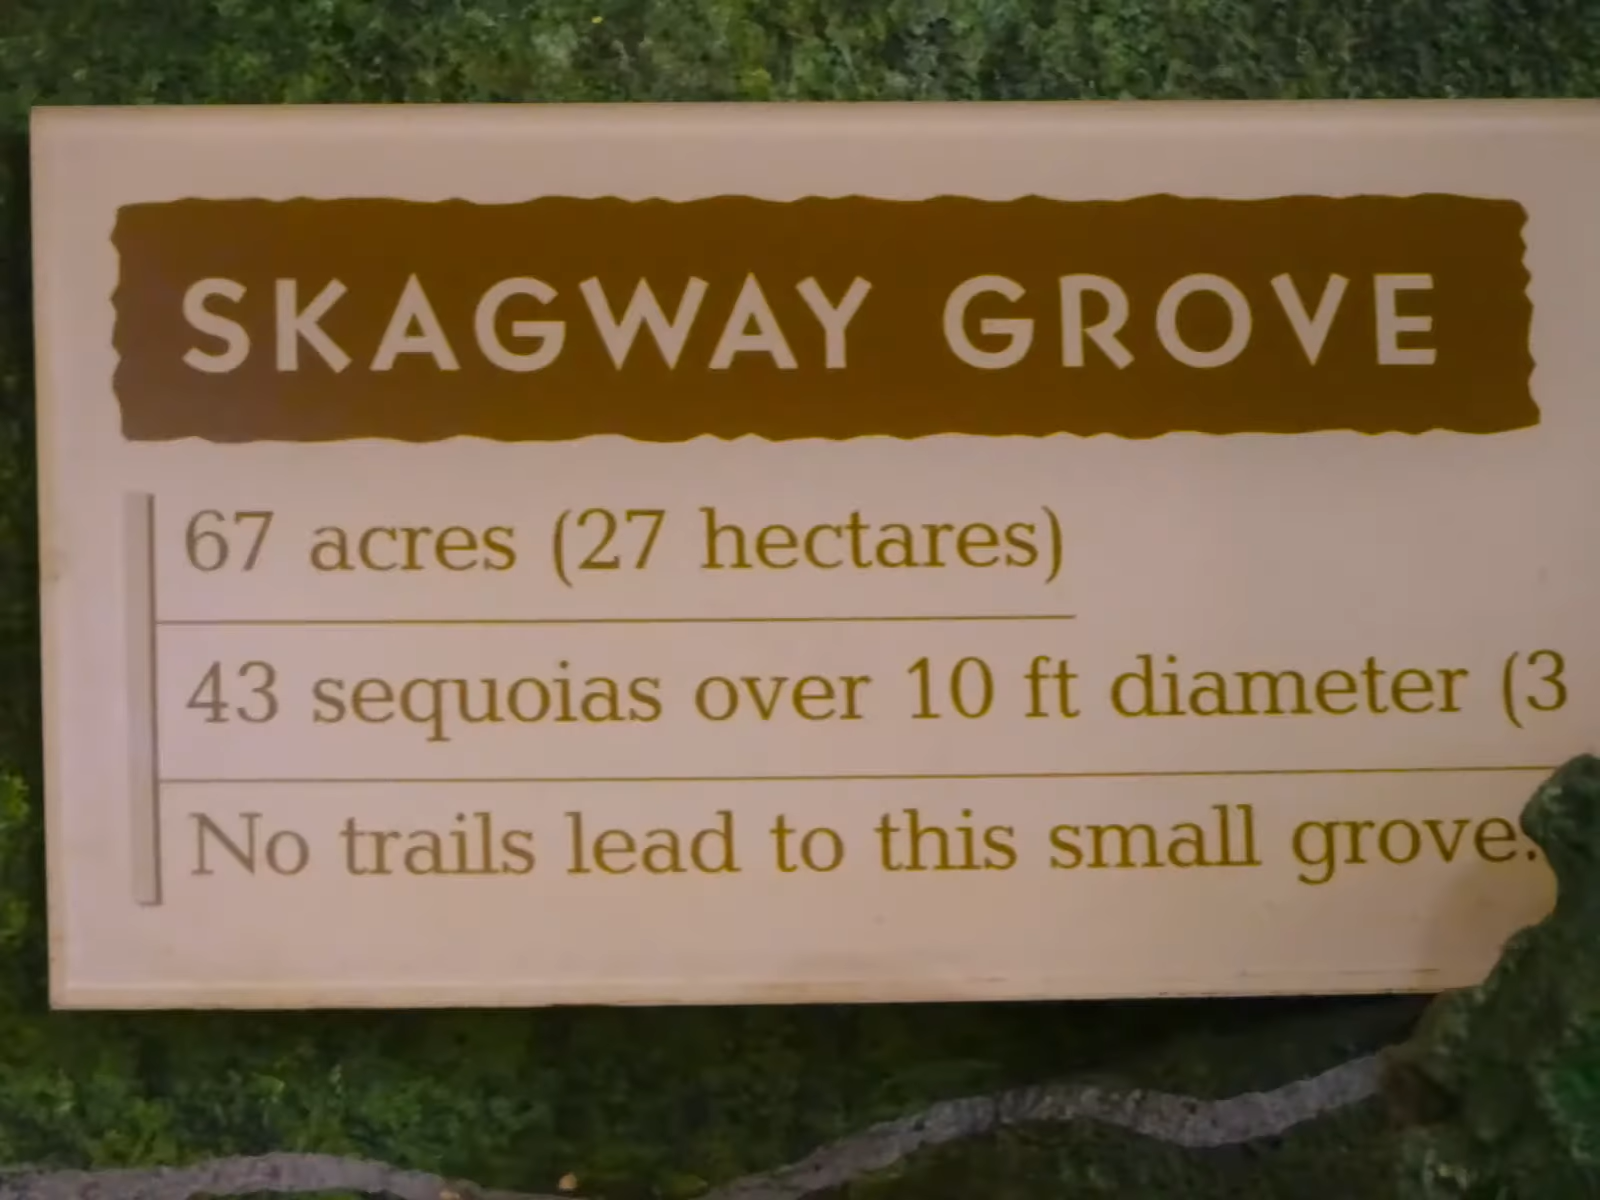 SKAGWAY GROVE
67 acres (27 hectares)
43 sequoias over 10 ft diameter (3
No trails lead to this small grove.